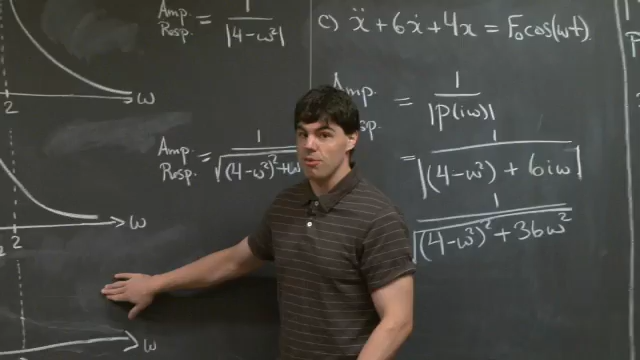 Amp. Resp. = 1 / |4-ω²|
2
ω
Amp. Resp. = 1 / √(4-ω²)²+ω
2
ω
ω
c) ẍ + 6ẋ + 4x = F₀cos(ωt)
Amp. = 1 / |p(iω)|
= 1 / |(4-ω²) + 6iω|
1 / √(4-ω²)² + 36ω²